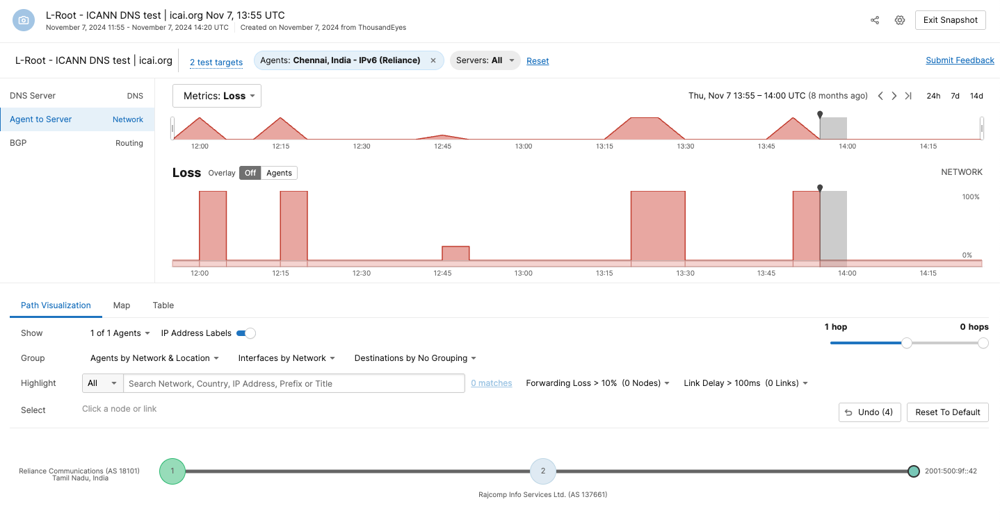 L-Root - ICANN DNS test | icai.org Nov 7, 13:55 UTC
November 7, 2024 11:55 - November 7, 2024 14:20 UTC Created on November 7, 2024 from ThousandEyes
Exit Snapshot
L-Root - ICANN DNS test | icai.org
2 test targets
Agents: Chennai, India - IPv6 (Reliance) ×
Servers: All
Reset
Submit Feedback
DNS Server DNS
Agent to Server Network
BGP Routing
Metrics: Loss
Thu, Nov 7 13:55 – 14:00 UTC (8 months ago)
24h 7d 14d
12:00 12:15 12:30 12:45 13:00 13:15 13:30 13:45 14:00 14:15
Loss Overlay Off Agents
NETWORK
100%
0%
12:00 12:15 12:30 12:45 13:00 13:15 13:30 13:45 14:00 14:15
Path Visualization Map Table
Show 1 of 1 Agents IP Address Labels
1 hop 0 hops
Group Agents by Network & Location Interfaces by Network Destinations by No Grouping
Highlight All Search Network, Country, IP Address, Prefix or Title 0 matches Forwarding Loss > 10% (0 Nodes) Link Delay > 100ms (0 Links)
Select Click a node or link
Undo (4) Reset To Default
Reliance Communications (AS 18101)
Tamil Nadu, India
1
2
2001:500:9f::42
Rajcomp Info Services Ltd. (AS 137661)